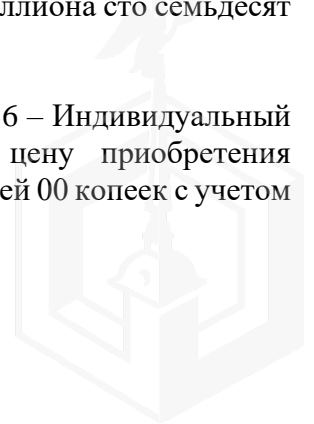 ллиона сто семьдесят
6 – Индивидуальный
цену приобретения
ей 00 копеек с учетом